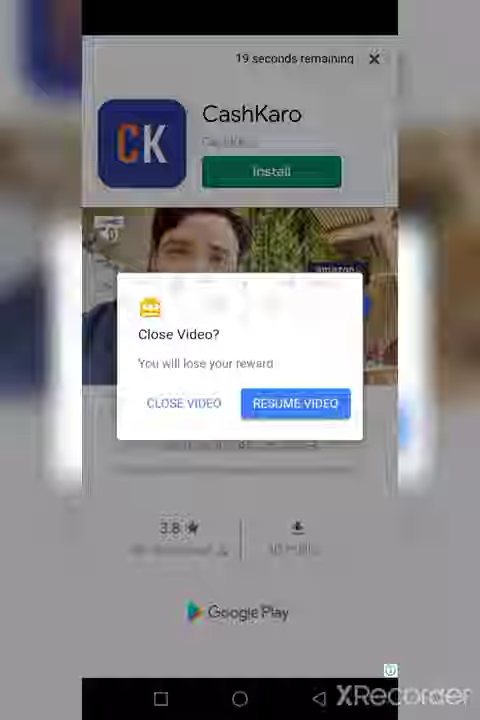 19 seconds remaining
CashKaro
CK
Install
amazon
Close Video?
You will lose your reward
CLOSE VIDEO
RESUME VIDEO
3.8 ★
Google Play
XRecorder